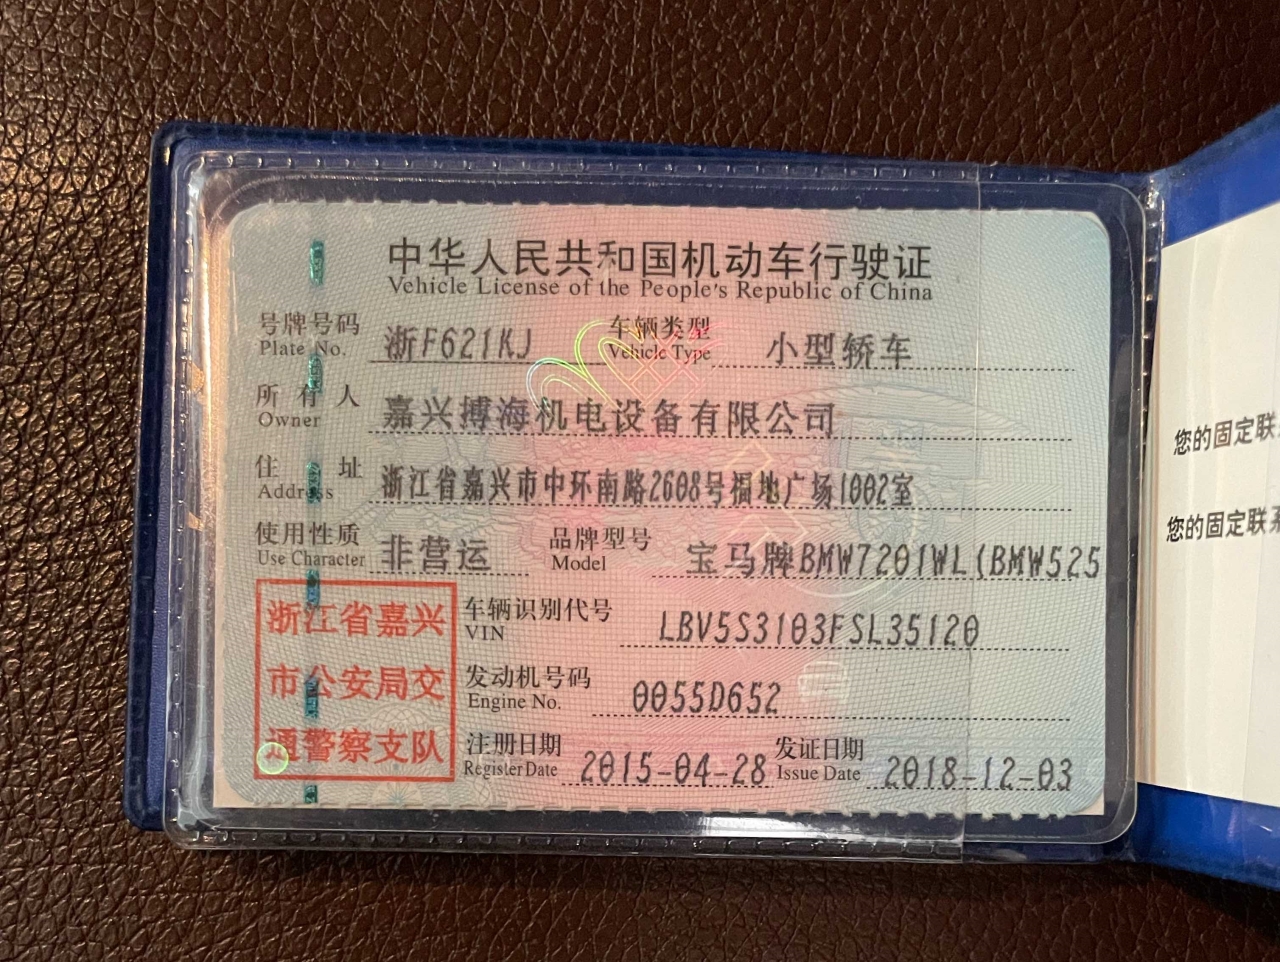 中华人民共和国机动车行驶证
Vehicle License of the People's Republic of China
号牌号码 浙F621KJ 车辆类型 小型轿车
Plate No. Vehicle Type
所有人 嘉兴搏海机电设备有限公司
Owner
住址 浙江省嘉兴市中环南路2608号福地广场1002室
Address
使用性质 非营运 品牌型号 宝马牌BMW7201WL(BMW525
Use Character Model
浙江省嘉兴
市公安局交
通警察支队
车辆识别代号 LBV5S3103FSL35120
VIN
发动机号码 0055D652
Engine No.
注册日期 2015-04-28 发证日期 2018-12-03
Register Date Issue Date
您的固定联
您的固定联系